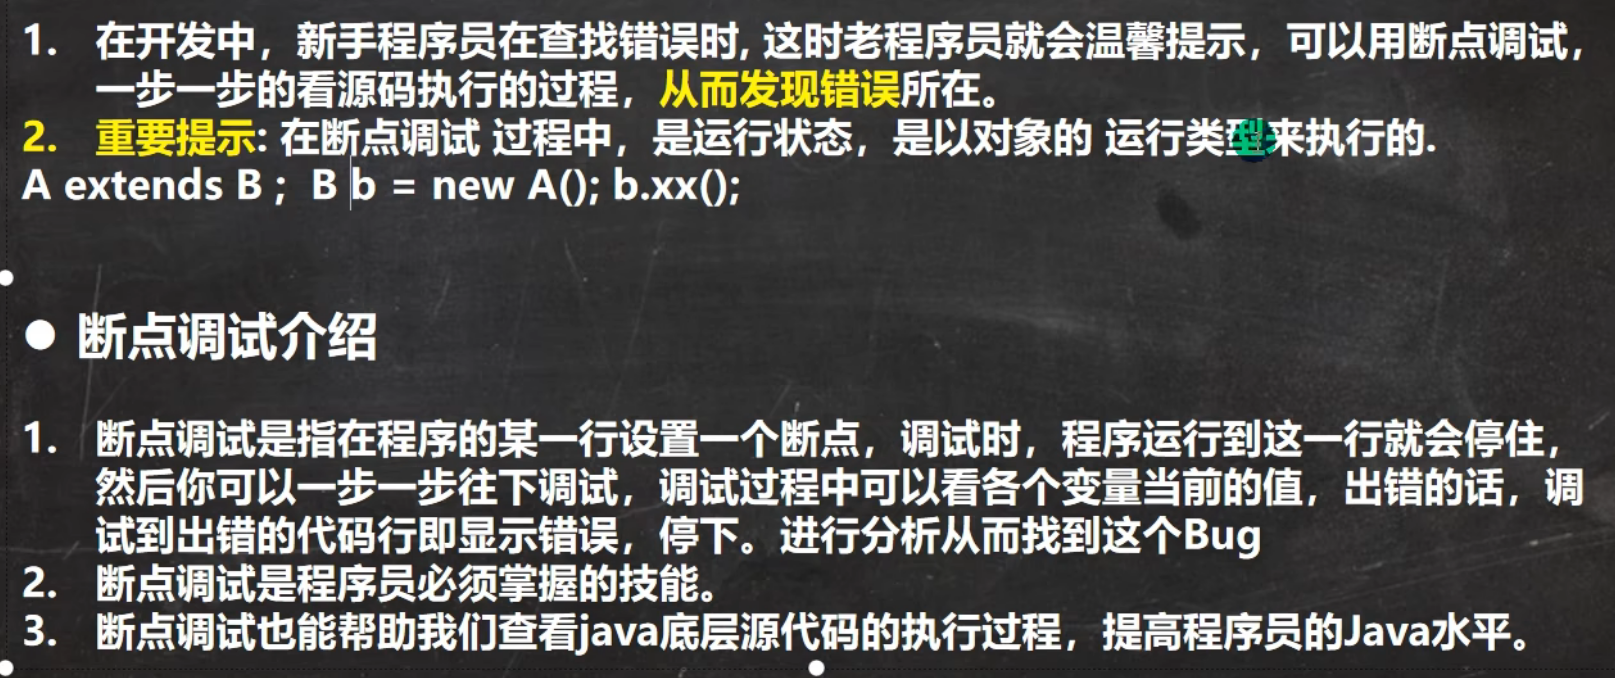 1. 在开发中，新手程序员在查找错误时, 这时老程序员就会温馨提示，可以用断点调试，
一步一步的看源码执行的过程，从而发现错误所在。
2. 重要提示: 在断点调试 过程中，是运行状态，是以对象的 运行类型来执行的.
A extends B ; B b = new A(); b.xx();
● 断点调试介绍
1. 断点调试是指在程序的某一行设置一个断点，调试时，程序运行到这一行就会停住，
然后你可以一步一步往下调试，调试过程中可以看各个变量当前的值，出错的话，调
试到出错的代码行即显示错误，停下。进行分析从而找到这个Bug
2. 断点调试是程序员必须掌握的技能。
3. 断点调试也能帮助我们查看java底层源代码的执行过程，提高程序员的Java水平。